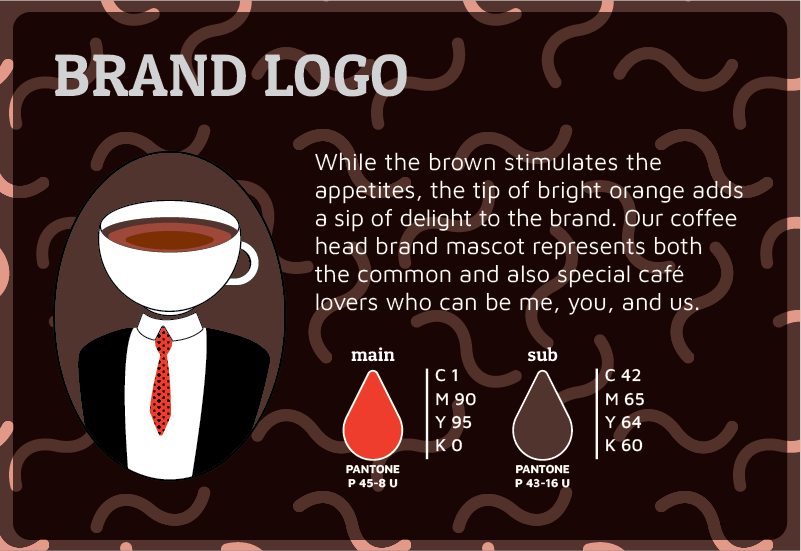 BRAND LOGO
While the brown stimulates the
appetites, the tip of bright orange adds
a sip of delight to the brand. Our coffee
head brand mascot represents both
the common and also special café
lovers who can be me, you, and us.
main
C 1
M 90
Y 95
K 0
PANTONE
P 45-8 U
sub
C 42
M 65
Y 64
K 60
PANTONE
P 43-16 U